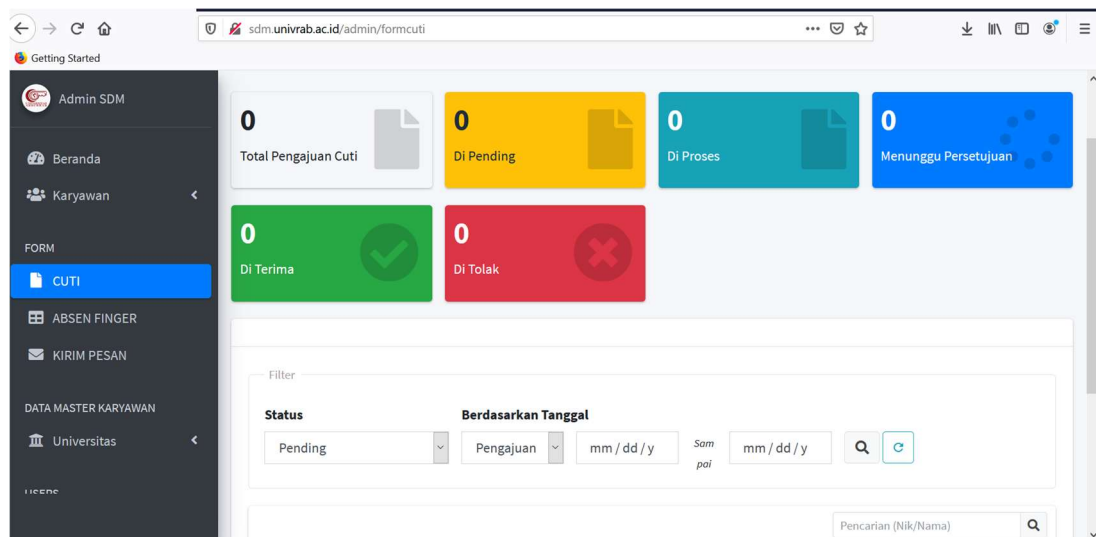 sdm.univrab.ac.id/admin/formcuti
Getting Started
Admin SDM
Beranda
Karyawan
FORM
CUTI
ABSEN FINGER
KIRIM PESAN
DATA MASTER KARYAWAN
Universitas
USERS
0
Total Pengajuan Cuti
0
Di Pending
0
Di Proses
0
Menunggu Persetujuan
0
Di Terima
0
Di Tolak
Filter
Status
Berdasarkan Tanggal
Pending
Pengajuan
mm / dd / y
Sam
pai
mm / dd / y
Pencarian (Nik/Nama)